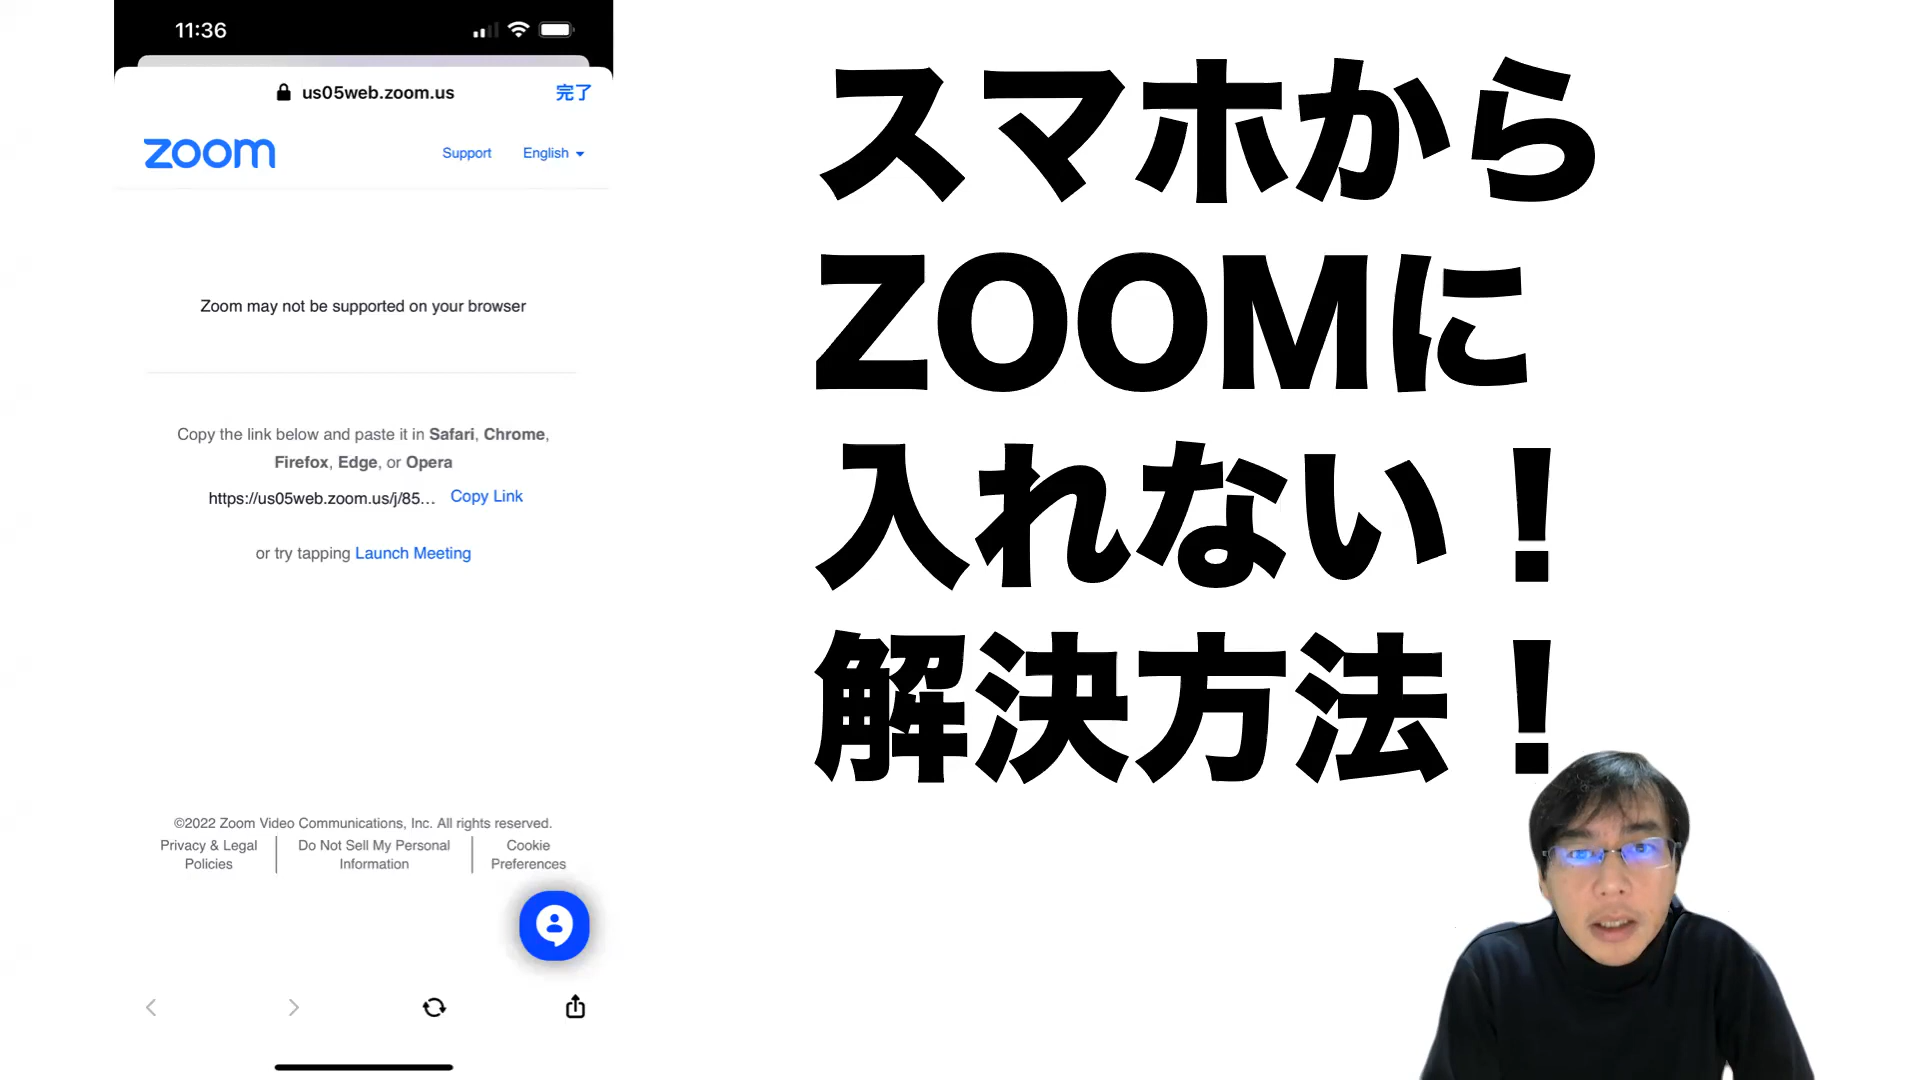 11:36
us05web.zoom.us
完了
zoom
Support
English
Zoom may not be supported on your browser
Copy the link below and paste it in Safari, Chrome,
Firefox, Edge, or Opera
https://us05web.zoom.us/j/85...
Copy Link
or try tapping Launch Meeting
©2022 Zoom Video Communications, Inc. All rights reserved.
Privacy & Legal
Policies
Do Not Sell My Personal
Information
Cookie
Preferences
スマホから
ZOOMに
入れない！
解決方法！